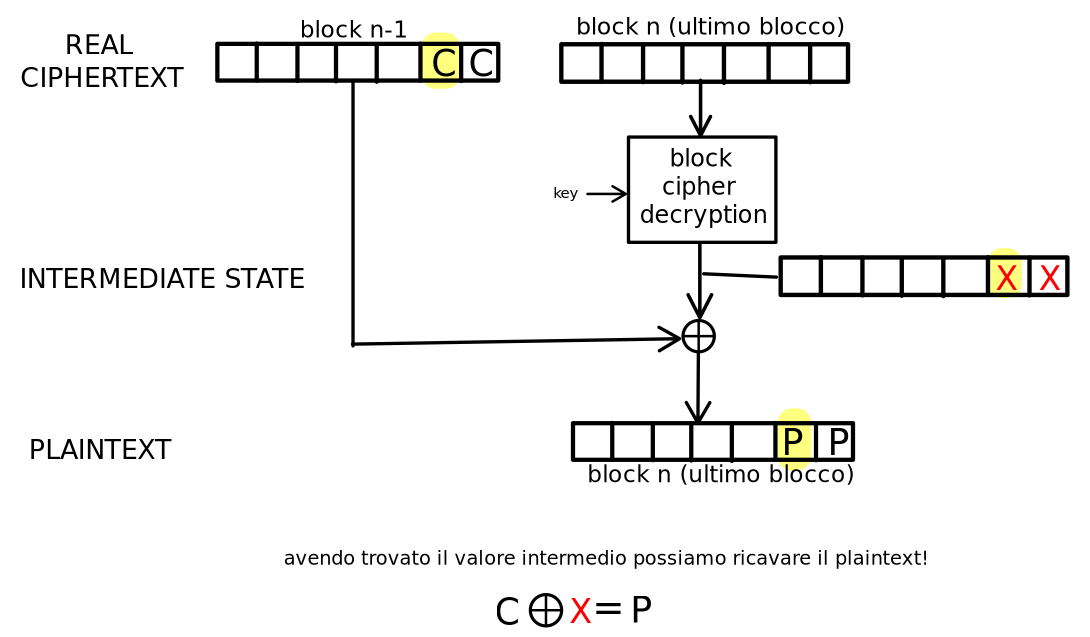 REAL
CIPHERTEXT
block n-1
block n (ultimo blocco)
C C
block
cipher
decryption
key
INTERMEDIATE STATE
X X
PLAINTEXT
P P
block n (ultimo blocco)
avendo trovato il valore intermedio possiamo ricavare il plaintext!
C ⊕ X = P